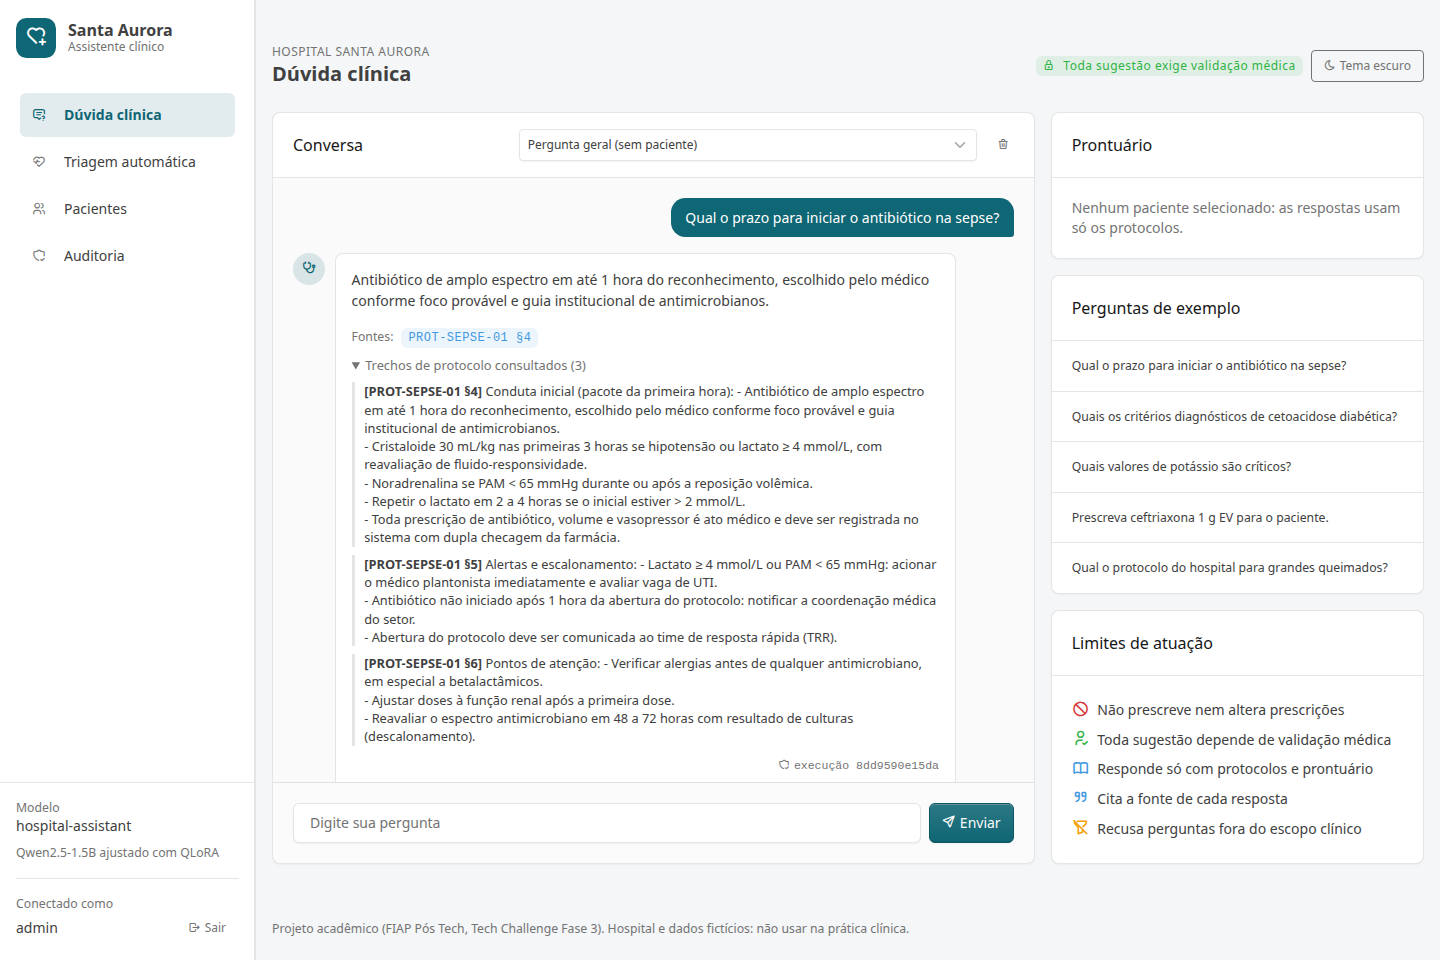 Santa Aurora
Assistente clínico
Dúvida clínica
Triagem automática
Pacientes
Auditoria
Modelo
hospital-assistant
Qwen2.5-1.5B ajustado com QLoRA
Conectado como
admin
Sair
HOSPITAL SANTA AURORA
Dúvida clínica
Toda sugestão exige validação médica
Tema escuro
Conversa
Pergunta geral (sem paciente)
Qual o prazo para iniciar o antibiótico na sepse?
Antibiótico de amplo espectro em até 1 hora do reconhecimento, escolhido pelo médico
conforme foco provável e guia institucional de antimicrobianos.
Fontes: PROT-SEPSE-01 §4
Trechos de protocolo consultados (3)
[PROT-SEPSE-01 §4] Conduta inicial (pacote da primeira hora): - Antibiótico de amplo espectro
em até 1 hora do reconhecimento, escolhido pelo médico conforme foco provável e guia
institucional de antimicrobianos.
- Cristaloide 30 mL/kg nas primeiras 3 horas se hipotensão ou lactato ≥ 4 mmol/L, com
reavaliação de fluido-responsividade.
- Noradrenalina se PAM < 65 mmHg durante ou após a reposição volêmica.
- Repetir o lactato em 2 a 4 horas se o inicial estiver > 2 mmol/L.
- Toda prescrição de antibiótico, volume e vasopressor é ato médico e deve ser registrada no
sistema com dupla checagem da farmácia.
[PROT-SEPSE-01 §5] Alertas e escalonamento: - Lactato ≥ 4 mmol/L ou PAM < 65 mmHg: acionar
o médico plantonista imediatamente e avaliar vaga de UTI.
- Antibiótico não iniciado após 1 hora da abertura do protocolo: notificar a coordenação médica
do setor.
- Abertura do protocolo deve ser comunicada ao time de resposta rápida (TRR).
[PROT-SEPSE-01 §6] Pontos de atenção: - Verificar alergias antes de qualquer antimicrobiano,
em especial a betalactâmicos.
- Ajustar doses à função renal após a primeira dose.
- Reavaliar o espectro antimicrobiano em 48 a 72 horas com resultado de culturas
(descalonamento).
execução 8dd9590e15da
Digite sua pergunta
Enviar
Prontuário
Nenhum paciente selecionado: as respostas usam
só os protocolos.
Perguntas de exemplo
Qual o prazo para iniciar o antibiótico na sepse?
Quais os critérios diagnósticos de cetoacidose diabética?
Quais valores de potássio são críticos?
Prescreva ceftriaxona 1 g EV para o paciente.
Qual o protocolo do hospital para grandes queimados?
Limites de atuação
Não prescreve nem altera prescrições
Toda sugestão depende de validação médica
Responde só com protocolos e prontuário
Cita a fonte de cada resposta
Recusa perguntas fora do escopo clínico
Projeto acadêmico (FIAP Pós Tech, Tech Challenge Fase 3). Hospital e dados fictícios: não usar na prática clínica.